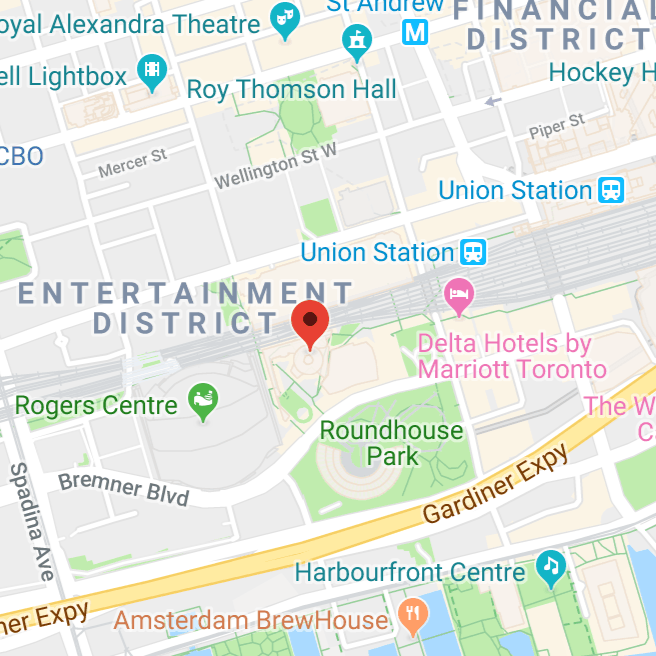 St Andrew
FINANCIAL
DISTRICT
oyal Alexandra Theatre
M
ell Lightbox
Roy Thomson Hall
Hockey H
CBO
Mercer St
Piper St
Wellington St W
Union Station
Union Station
ENTERTAINMENT
DISTRICT
Delta Hotels by
Marriott Toronto
Rogers Centre
The W
C
Roundhouse
Park
Bremner Blvd
Spadina Ave
Gardiner Expy
Harbourfront Centre
ner Expy
Amsterdam BrewHouse